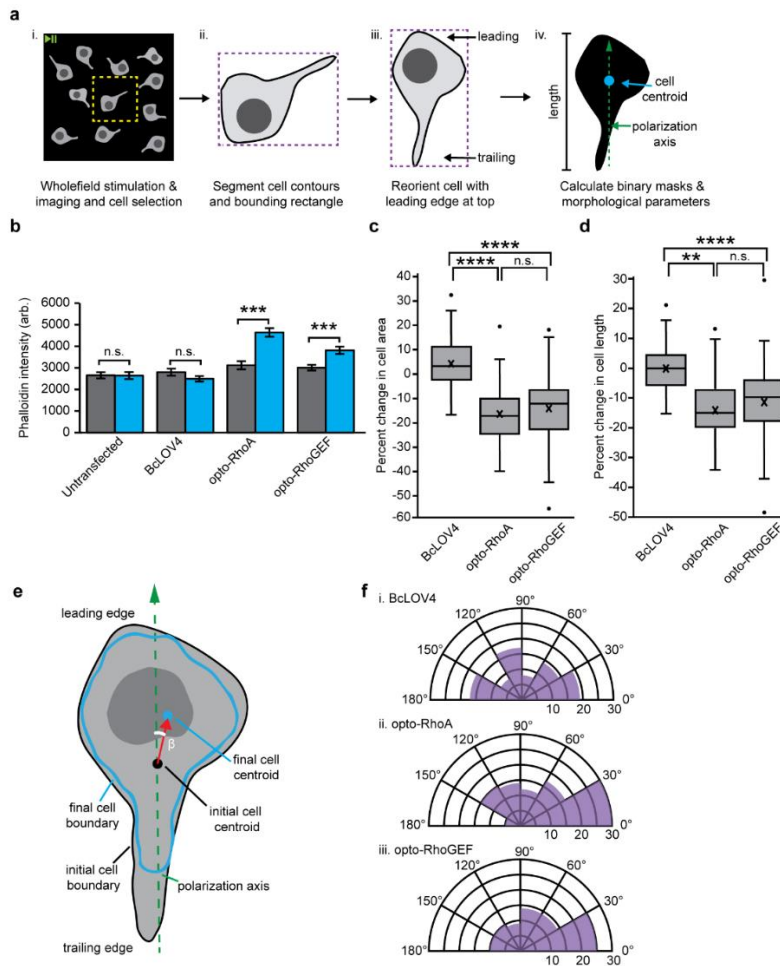 a
i.
ii.
iii.
iv.
leading
trailing
length
cell
centroid
polarization
axis
Wholefield stimulation &
imaging and cell selection
Segment cell contours
and bounding rectangle
Reorient cell with
leading edge at top
Calculate binary masks &
morphological parameters
b
Phalloidin intensity (arb.)
7000
6000
5000
4000
3000
2000
1000
0
n.s.
n.s.
***
***
Untransfected
BcLOV4
opto-RhoA
opto-RhoGEF
c
****
****
n.s.
Percent change in cell area
40
30
20
10
0
-10
-20
-30
-40
-50
-60
BcLOV4
opto-RhoA
opto-RhoGEF
d
****
**
n.s.
Percent change in cell length
30
20
10
0
-10
-20
-30
-40
-50
BcLOV4
opto-RhoA
opto-RhoGEF
e
leading edge
β
final cell
centroid
final cell
boundary
initial cell
centroid
initial cell
boundary
polarization axis
trailing edge
f
i. BcLOV4
90°
120°
60°
150°
30°
180°
0°
10 20 30
ii. opto-RhoA
90°
120°
60°
150°
30°
180°
0°
10 20 30
iii. opto-RhoGEF
90°
120°
60°
150°
30°
180°
0°
10 20 30